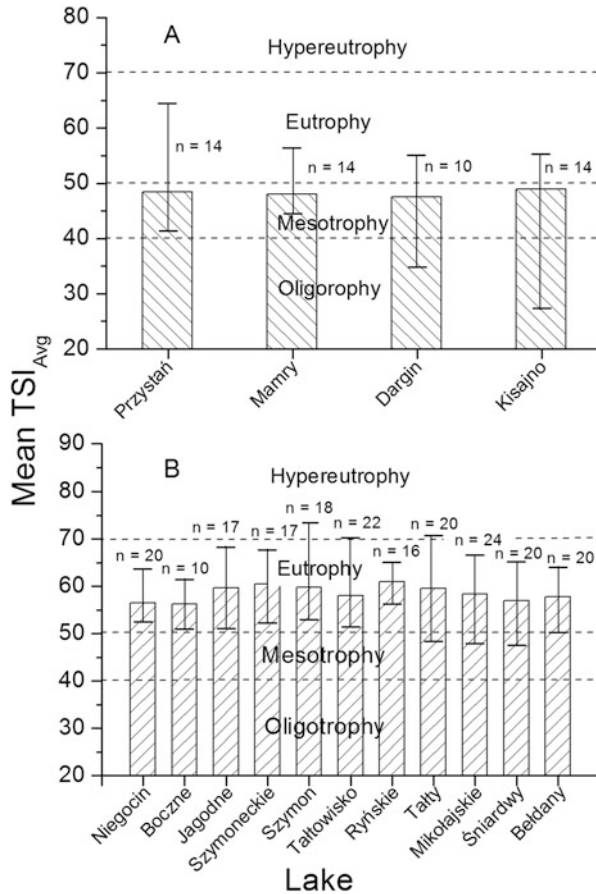 Mean TSI Avg
80
70
60
50
40
30
20
A
Hypereutrophy
Eutrophy
Mesotrophy
Oligorophy
n = 14
n = 14
n = 10
n = 14
Przystań
Mamry
Dargin
Kisajno
90
80
70
60
50
40
30
20
B
Hypereutrophy
Eutrophy
Mesotrophy
Oligotrophy
n = 20
n = 10
n = 17
n = 17
n = 18
n = 22
n = 16
n = 20
n = 24
n = 20
n = 20
Niegocin
Boczne
Jagodne
Szymoneckie
Szymon
Tałtowisko
Ryńskie
Tałty
Mikołajskie
Śniardwy
Bełdany
Lake